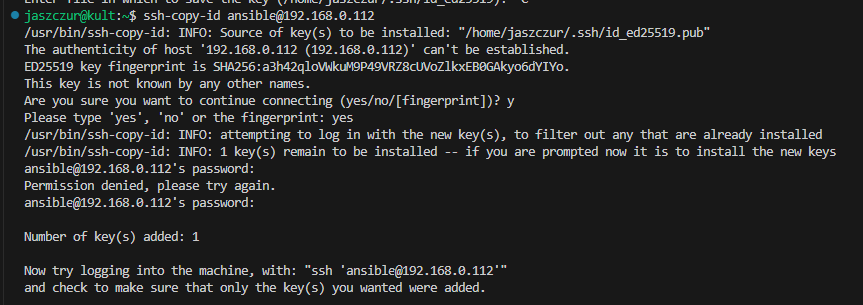 Enter file in which to save the key (/home/jaszczur/.ssh/id_ed25519): ^C
jaszczur@kult:~$ ssh-copy-id ansible@192.168.0.112
/usr/bin/ssh-copy-id: INFO: Source of key(s) to be installed: "/home/jaszczur/.ssh/id_ed25519.pub"
The authenticity of host '192.168.0.112 (192.168.0.112)' can't be established.
ED25519 key fingerprint is SHA256:a3h42qloVWkuM9P49VRZ8cUVoZlkxEB0GAkyo6dYIYo.
This key is not known by any other names.
Are you sure you want to continue connecting (yes/no/[fingerprint])? y
Please type 'yes', 'no' or the fingerprint: yes
/usr/bin/ssh-copy-id: INFO: attempting to log in with the new key(s), to filter out any that are already installed
/usr/bin/ssh-copy-id: INFO: 1 key(s) remain to be installed -- if you are prompted now it is to install the new keys
ansible@192.168.0.112's password:
Permission denied, please try again.
ansible@192.168.0.112's password:
Number of key(s) added: 1
Now try logging into the machine, with: "ssh 'ansible@192.168.0.112'"
and check to make sure that only the key(s) you wanted were added.